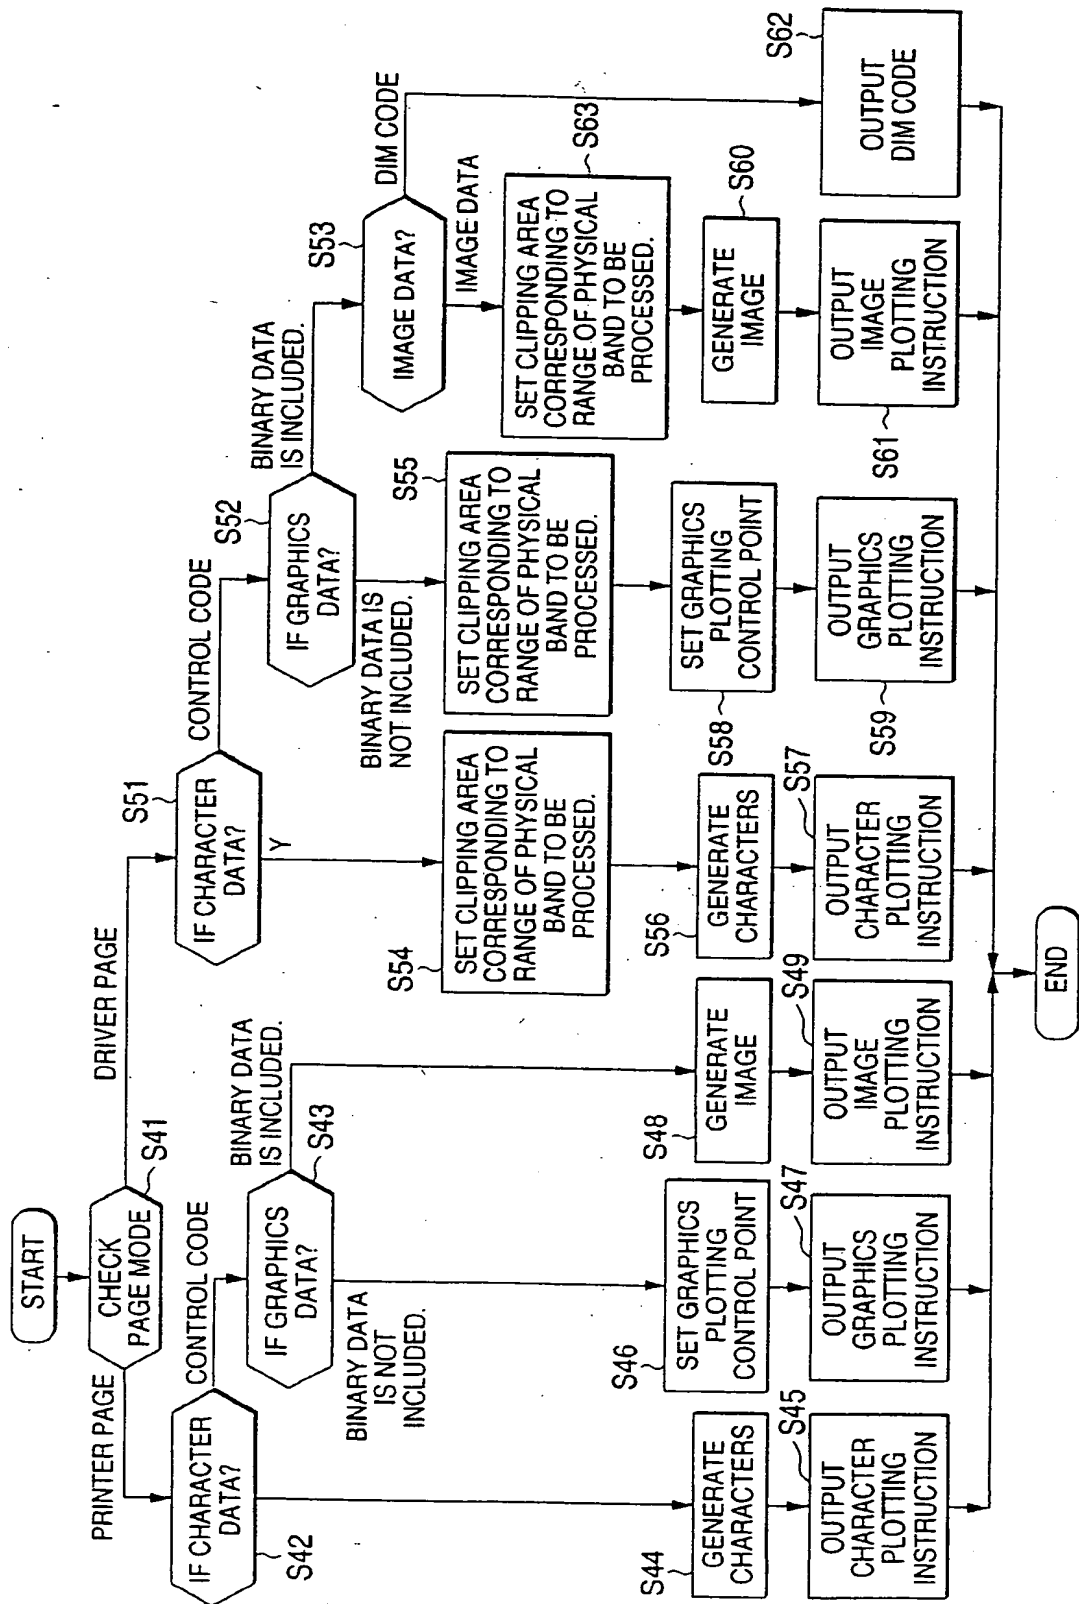 START
CHECK
PAGE MODE
S41
PRINTER PAGE
DRIVER PAGE
IF CHARACTER
DATA?
S42
CONTROL CODE
IF GRAPHICS
DATA?
S43
BINARY DATA
IS INCLUDED.
BINARY DATA
IS NOT
INCLUDED.
S44
GENERATE
CHARACTERS
S45
OUTPUT
CHARACTER
PLOTTING
INSTRUCTION
S46
SET GRAPHICS
PLOTTING
CONTROL POINT
S47
OUTPUT
GRAPHICS
PLOTTING
INSTRUCTION
S48
GENERATE
IMAGE
S49
OUTPUT
IMAGE
PLOTTING
INSTRUCTION
IF CHARACTER
DATA?
S51
CONTROL CODE
Y
S54
SET CLIPPING AREA
CORRESPONDING TO
RANGE OF PHYSICAL
BAND TO BE
PROCESSED.
S56
GENERATE
CHARACTERS
S57
OUTPUT
CHARACTER
PLOTTING
INSTRUCTION
IF GRAPHICS
DATA?
S52
BINARY DATA
IS INCLUDED.
BINARY DATA IS
NOT INCLUDED.
S55
SET CLIPPING AREA
CORRESPONDING TO
RANGE OF PHYSICAL
BAND TO BE
PROCESSED.
SET GRAPHICS
PLOTTING
CONTROL POINT
S58
OUTPUT
GRAPHICS
PLOTTING
INSTRUCTION
S59
S53
IMAGE DATA?
DIM CODE
IMAGE DATA
S63
SET CLIPPING AREA
CORRESPONDING TO
RANGE OF PHYSICAL
BAND TO BE
PROCESSED.
S60
GENERATE
IMAGE
OUTPUT
IMAGE
PLOTTING
INSTRUCTION
S61
S62
OUTPUT
DIM CODE
END